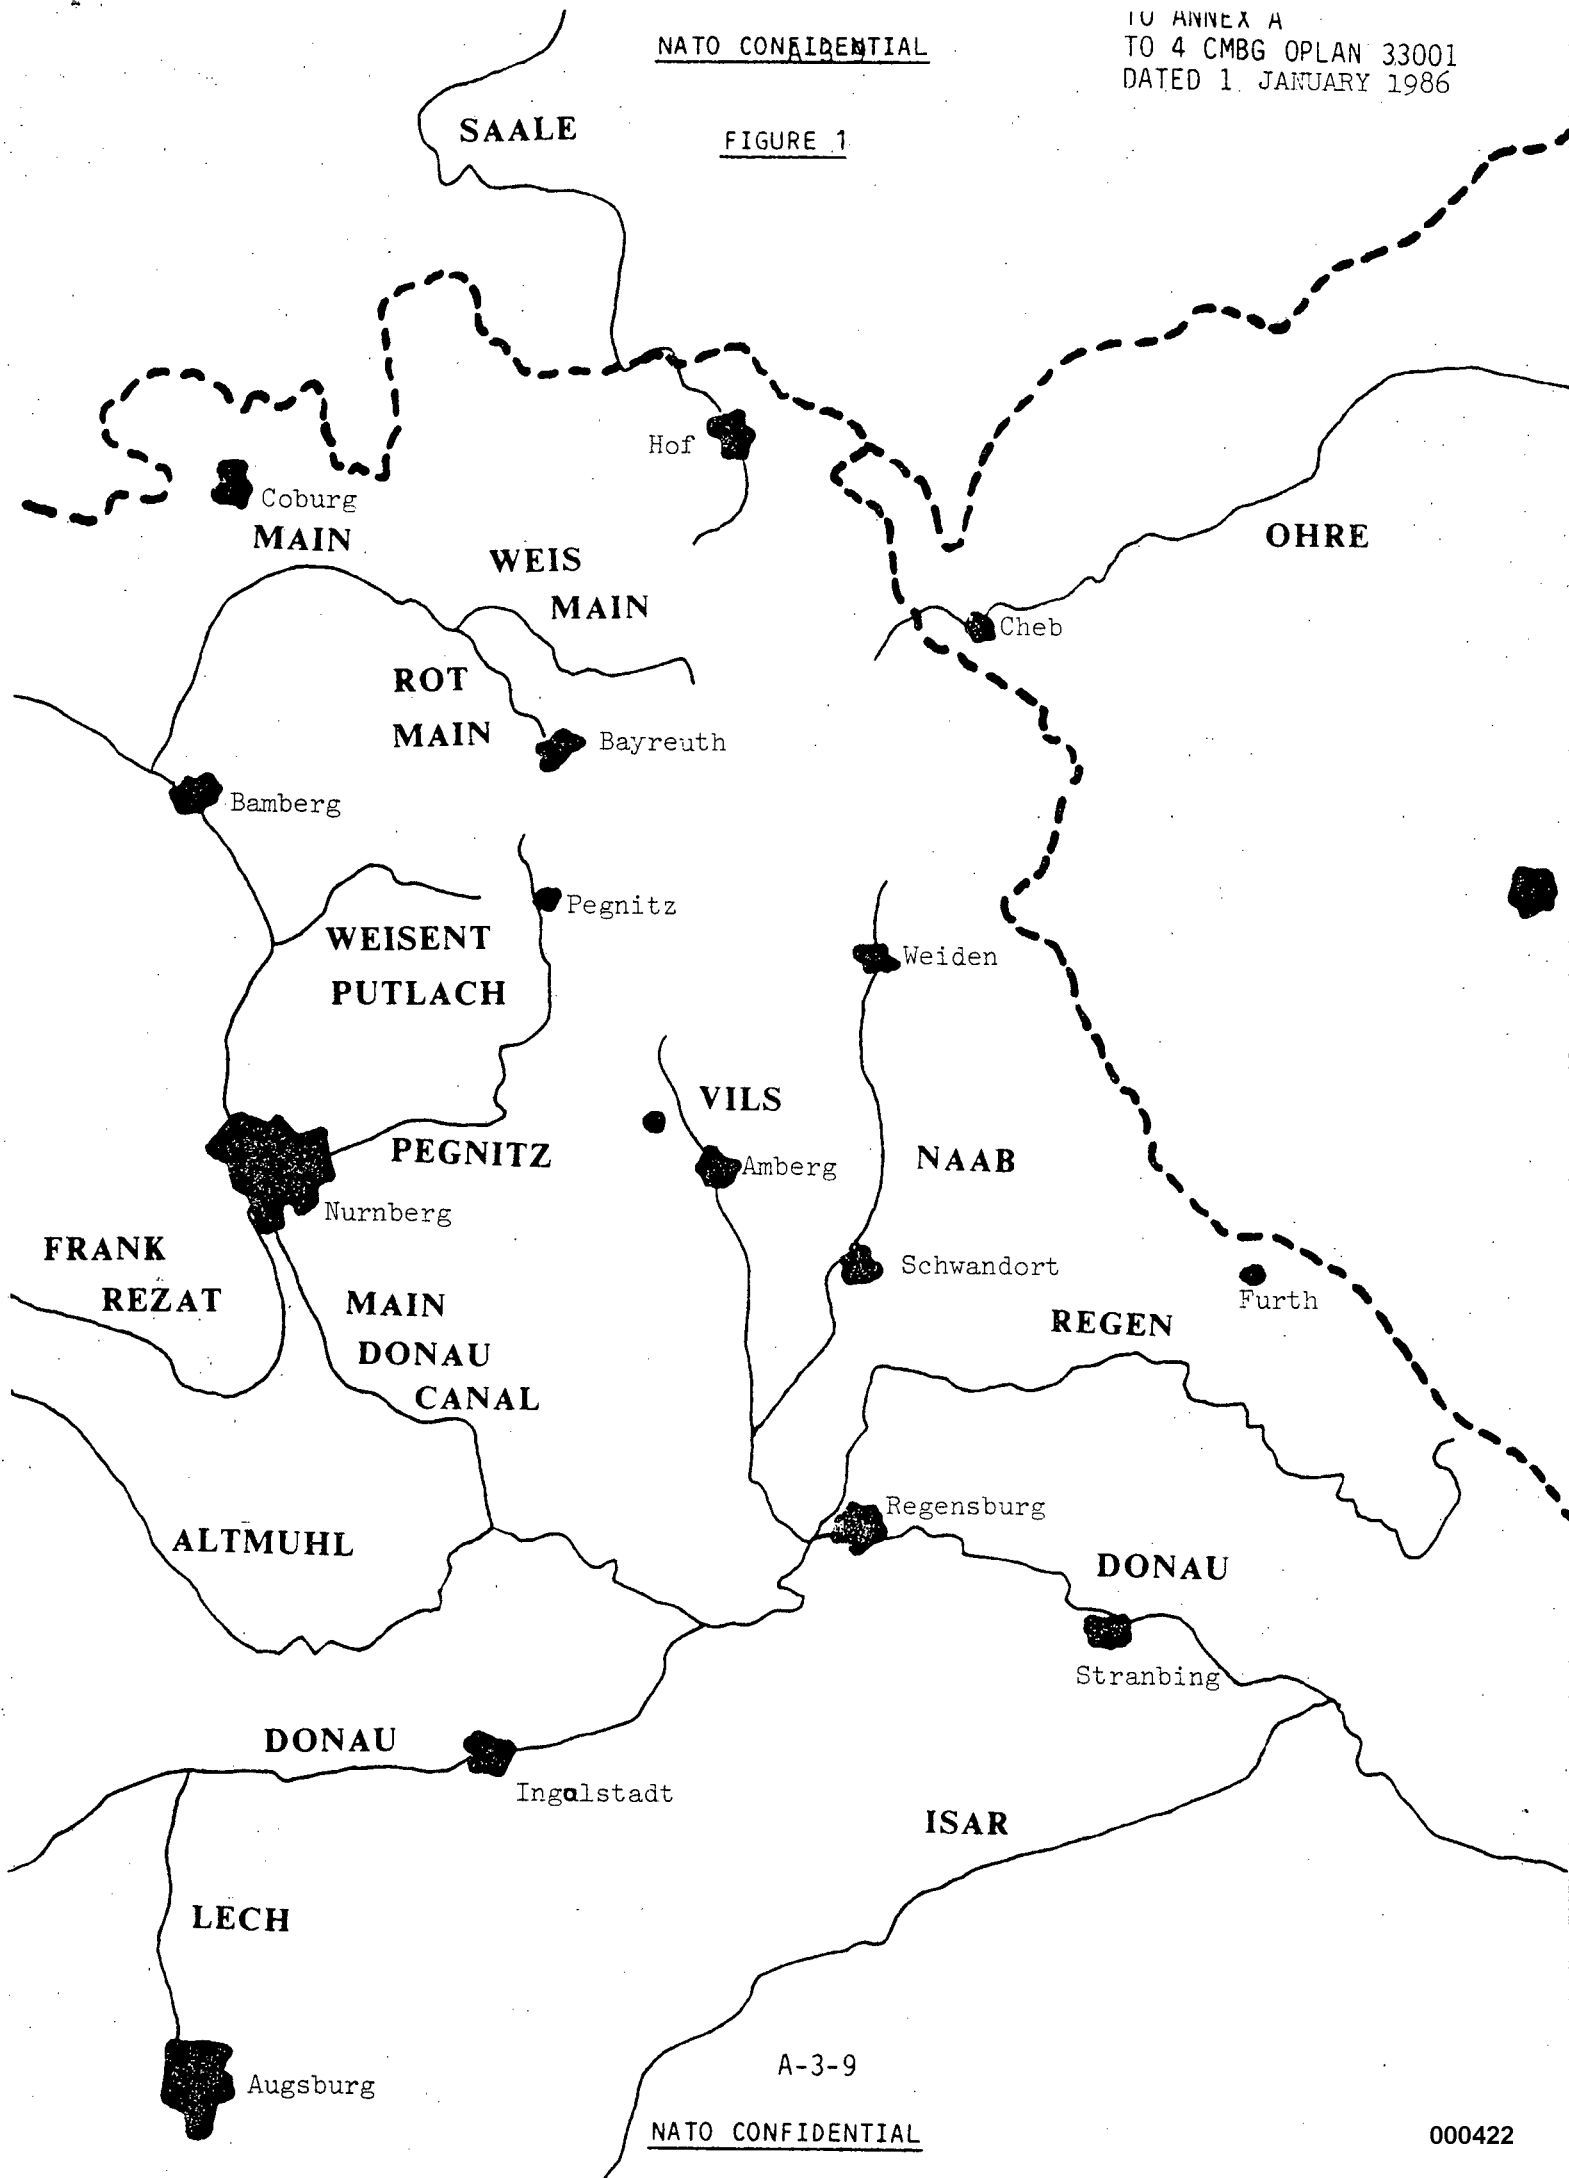 TO ANNEX A
NATO CONFIDENTIAL
TO 4 CMBG OPLAN 33001
DATED 1 JANUARY 1986
FIGURE 1
SAALE
Hof
Coburg
MAIN
WEIS
MAIN
OHRE
Cheb
ROT
MAIN
Bayreuth
Bamberg
Pegnitz
WEISENT
PUTLACH
Weiden
VILS
PEGNITZ
Amberg
NAAB
Nurnberg
FRANK
REZAT
Schwandort
Furth
MAIN
DONAU
CANAL
REGEN
Regensburg
ALTMUHL
DONAU
Stranbing
DONAU
Ingolstadt
ISAR
LECH
Augsburg
A-3-9
NATO CONFIDENTIAL
000422